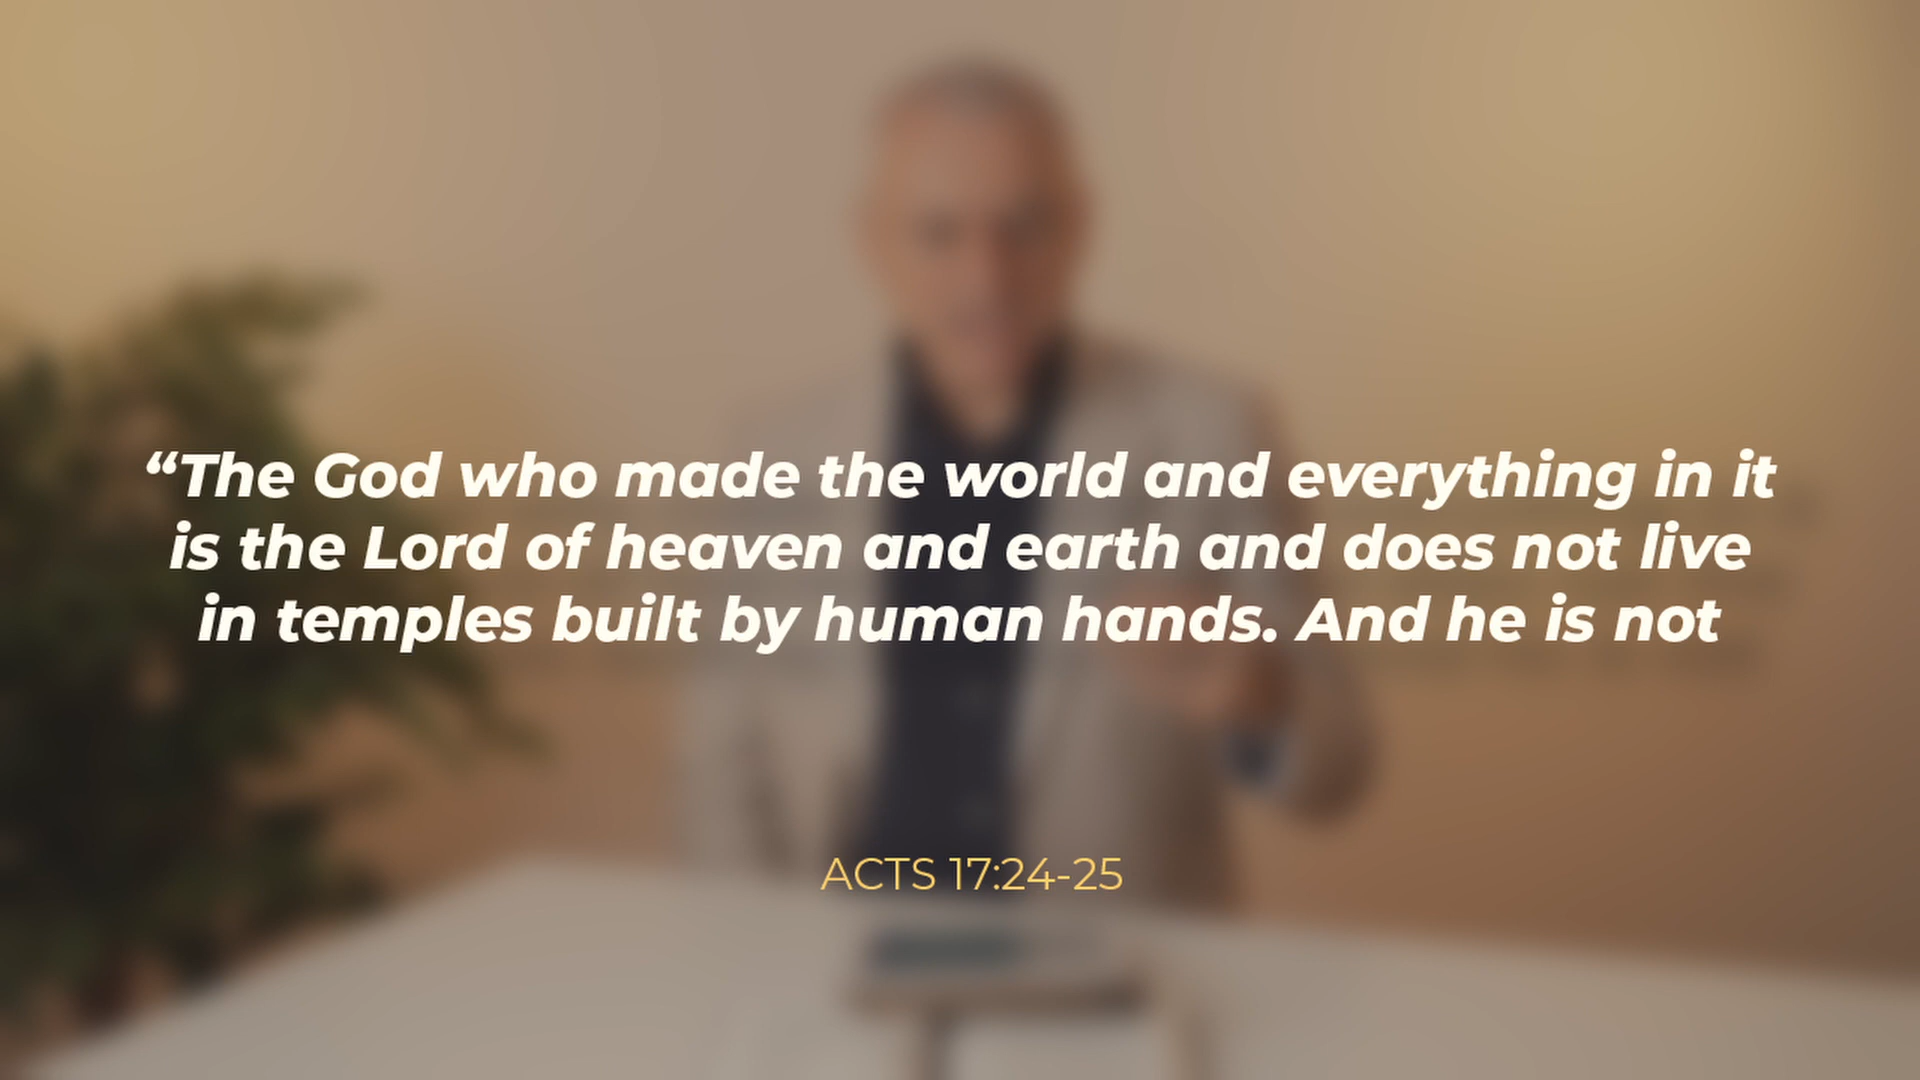 “The God who made the world and everything in it
is the Lord of heaven and earth and does not live
in temples built by human hands. And he is not
ACTS 17:24-25